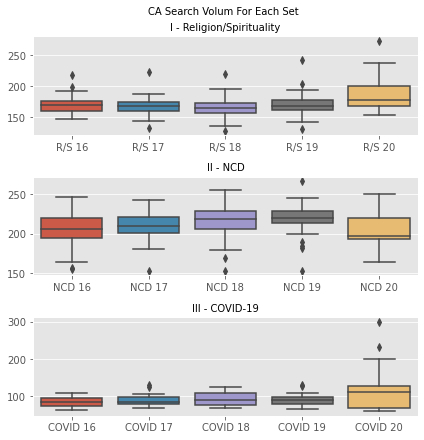 CA Search Volum For Each Set
I - Religion/Spirituality
250
200
150
R/S 16 R/S 17 R/S 18 R/S 19 R/S 20
II - NCD
250
200
150
NCD 16 NCD 17 NCD 18 NCD 19 NCD 20
III - COVID-19
300
200
100
COVID 16 COVID 17 COVID 18 COVID 19 COVID 20